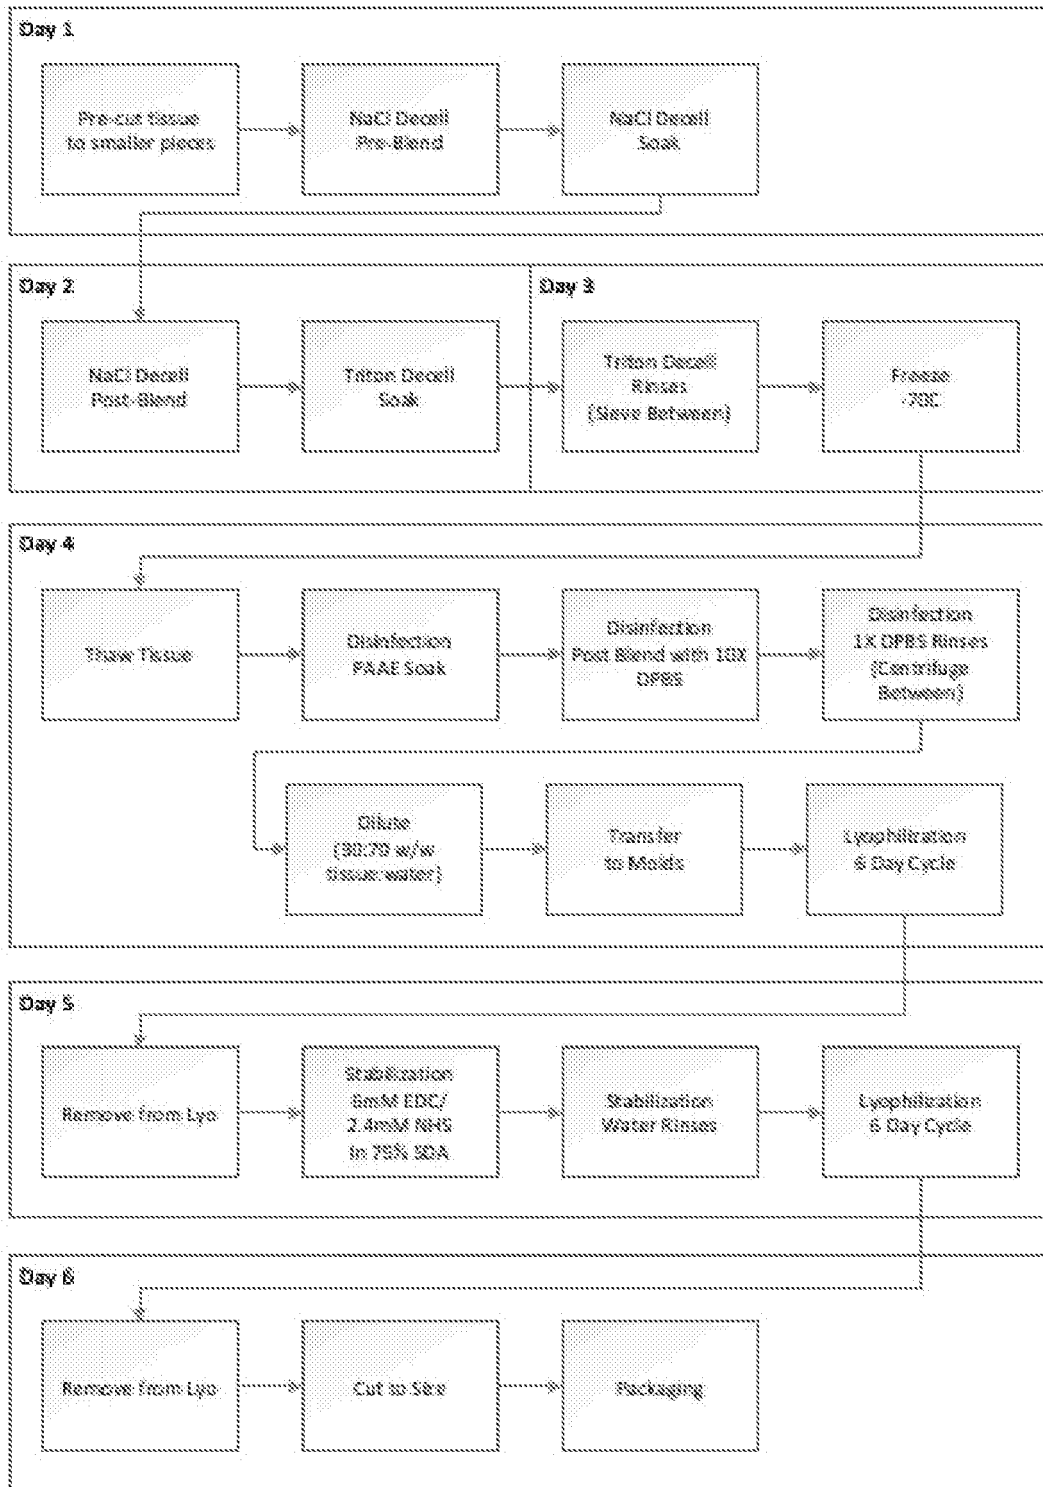 Day 1
Pre-cut tissue
to smaller pieces
NaCl Decell
Pre-Blend
NaCl Decell
Soak
Day 2
NaCl Decell
Post-Blend
Triton Decell
Soak
Day 3
Triton Decell
Rinses
(Sieve Between)
Freeze
-70C
Day 4
Thaw Tissue
Disinfection
PAAE Soak
Disinfection
Post Blend with 10X
DPBS
Disinfection
1X DPBS Rinses
(Centrifuge
Between)
Dilute
(30:70 w/w
tissue:water)
Transfer
to Molds
Lyophilization
6 Day Cycle
Day 5
Remove from Lyo
Stabilization
6mM EDC/
2.4mM NHS
in 75% SDA
Stabilization
Water Rinses
Lyophilization
6 Day Cycle
Day 6
Remove from Lyo
Cut to Size
Packaging